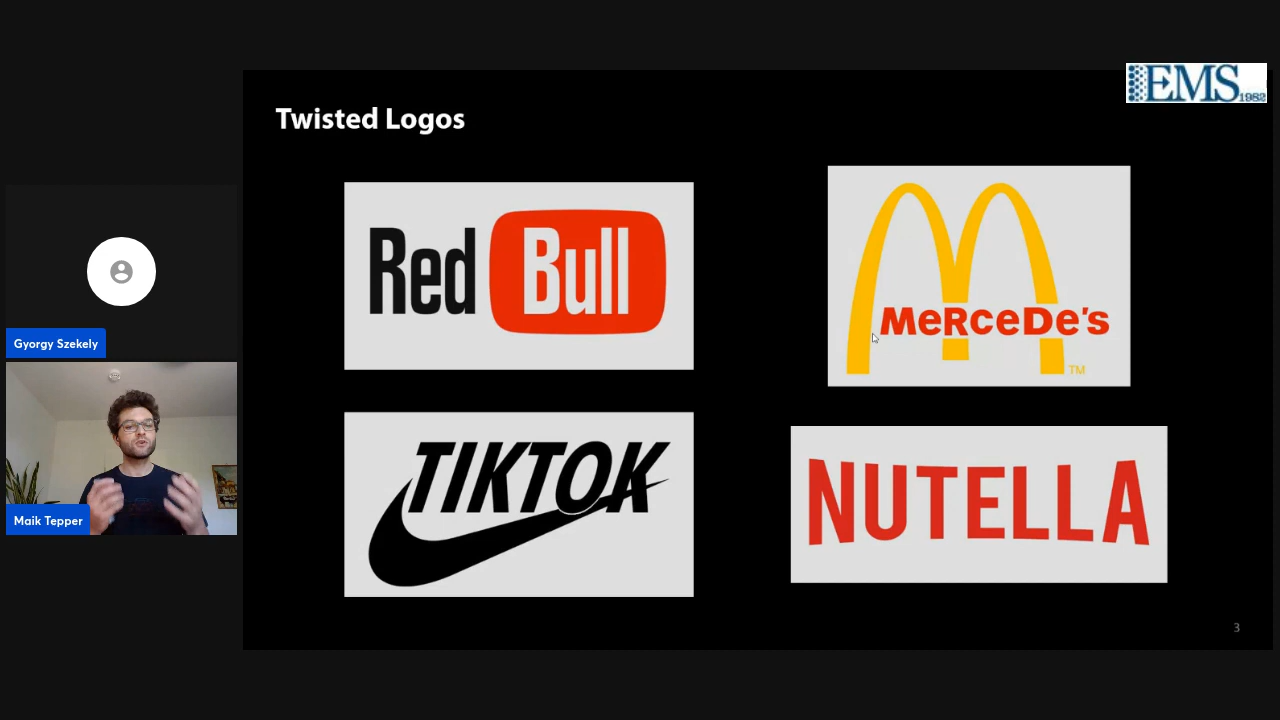 EMS 1982
Twisted Logos
Red Bull
MeRceDe's
TM
TIKTOK
NUTELLA
Gyorgy Szekely
Maik Tepper
3